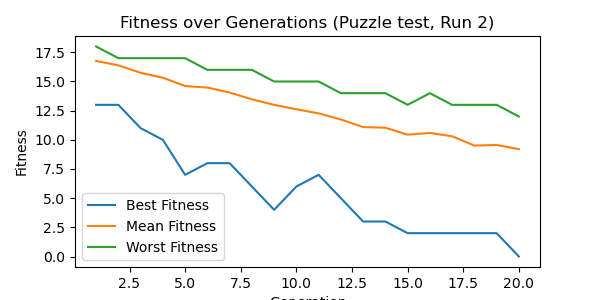 Fitness over Generations (Puzzle test, Run 2)
Fitness
17.5
15.0
12.5
10.0
7.5
5.0
2.5
0.0
Best Fitness
Mean Fitness
Worst Fitness
2.5 5.0 7.5 10.0 12.5 15.0 17.5 20.0
Generation